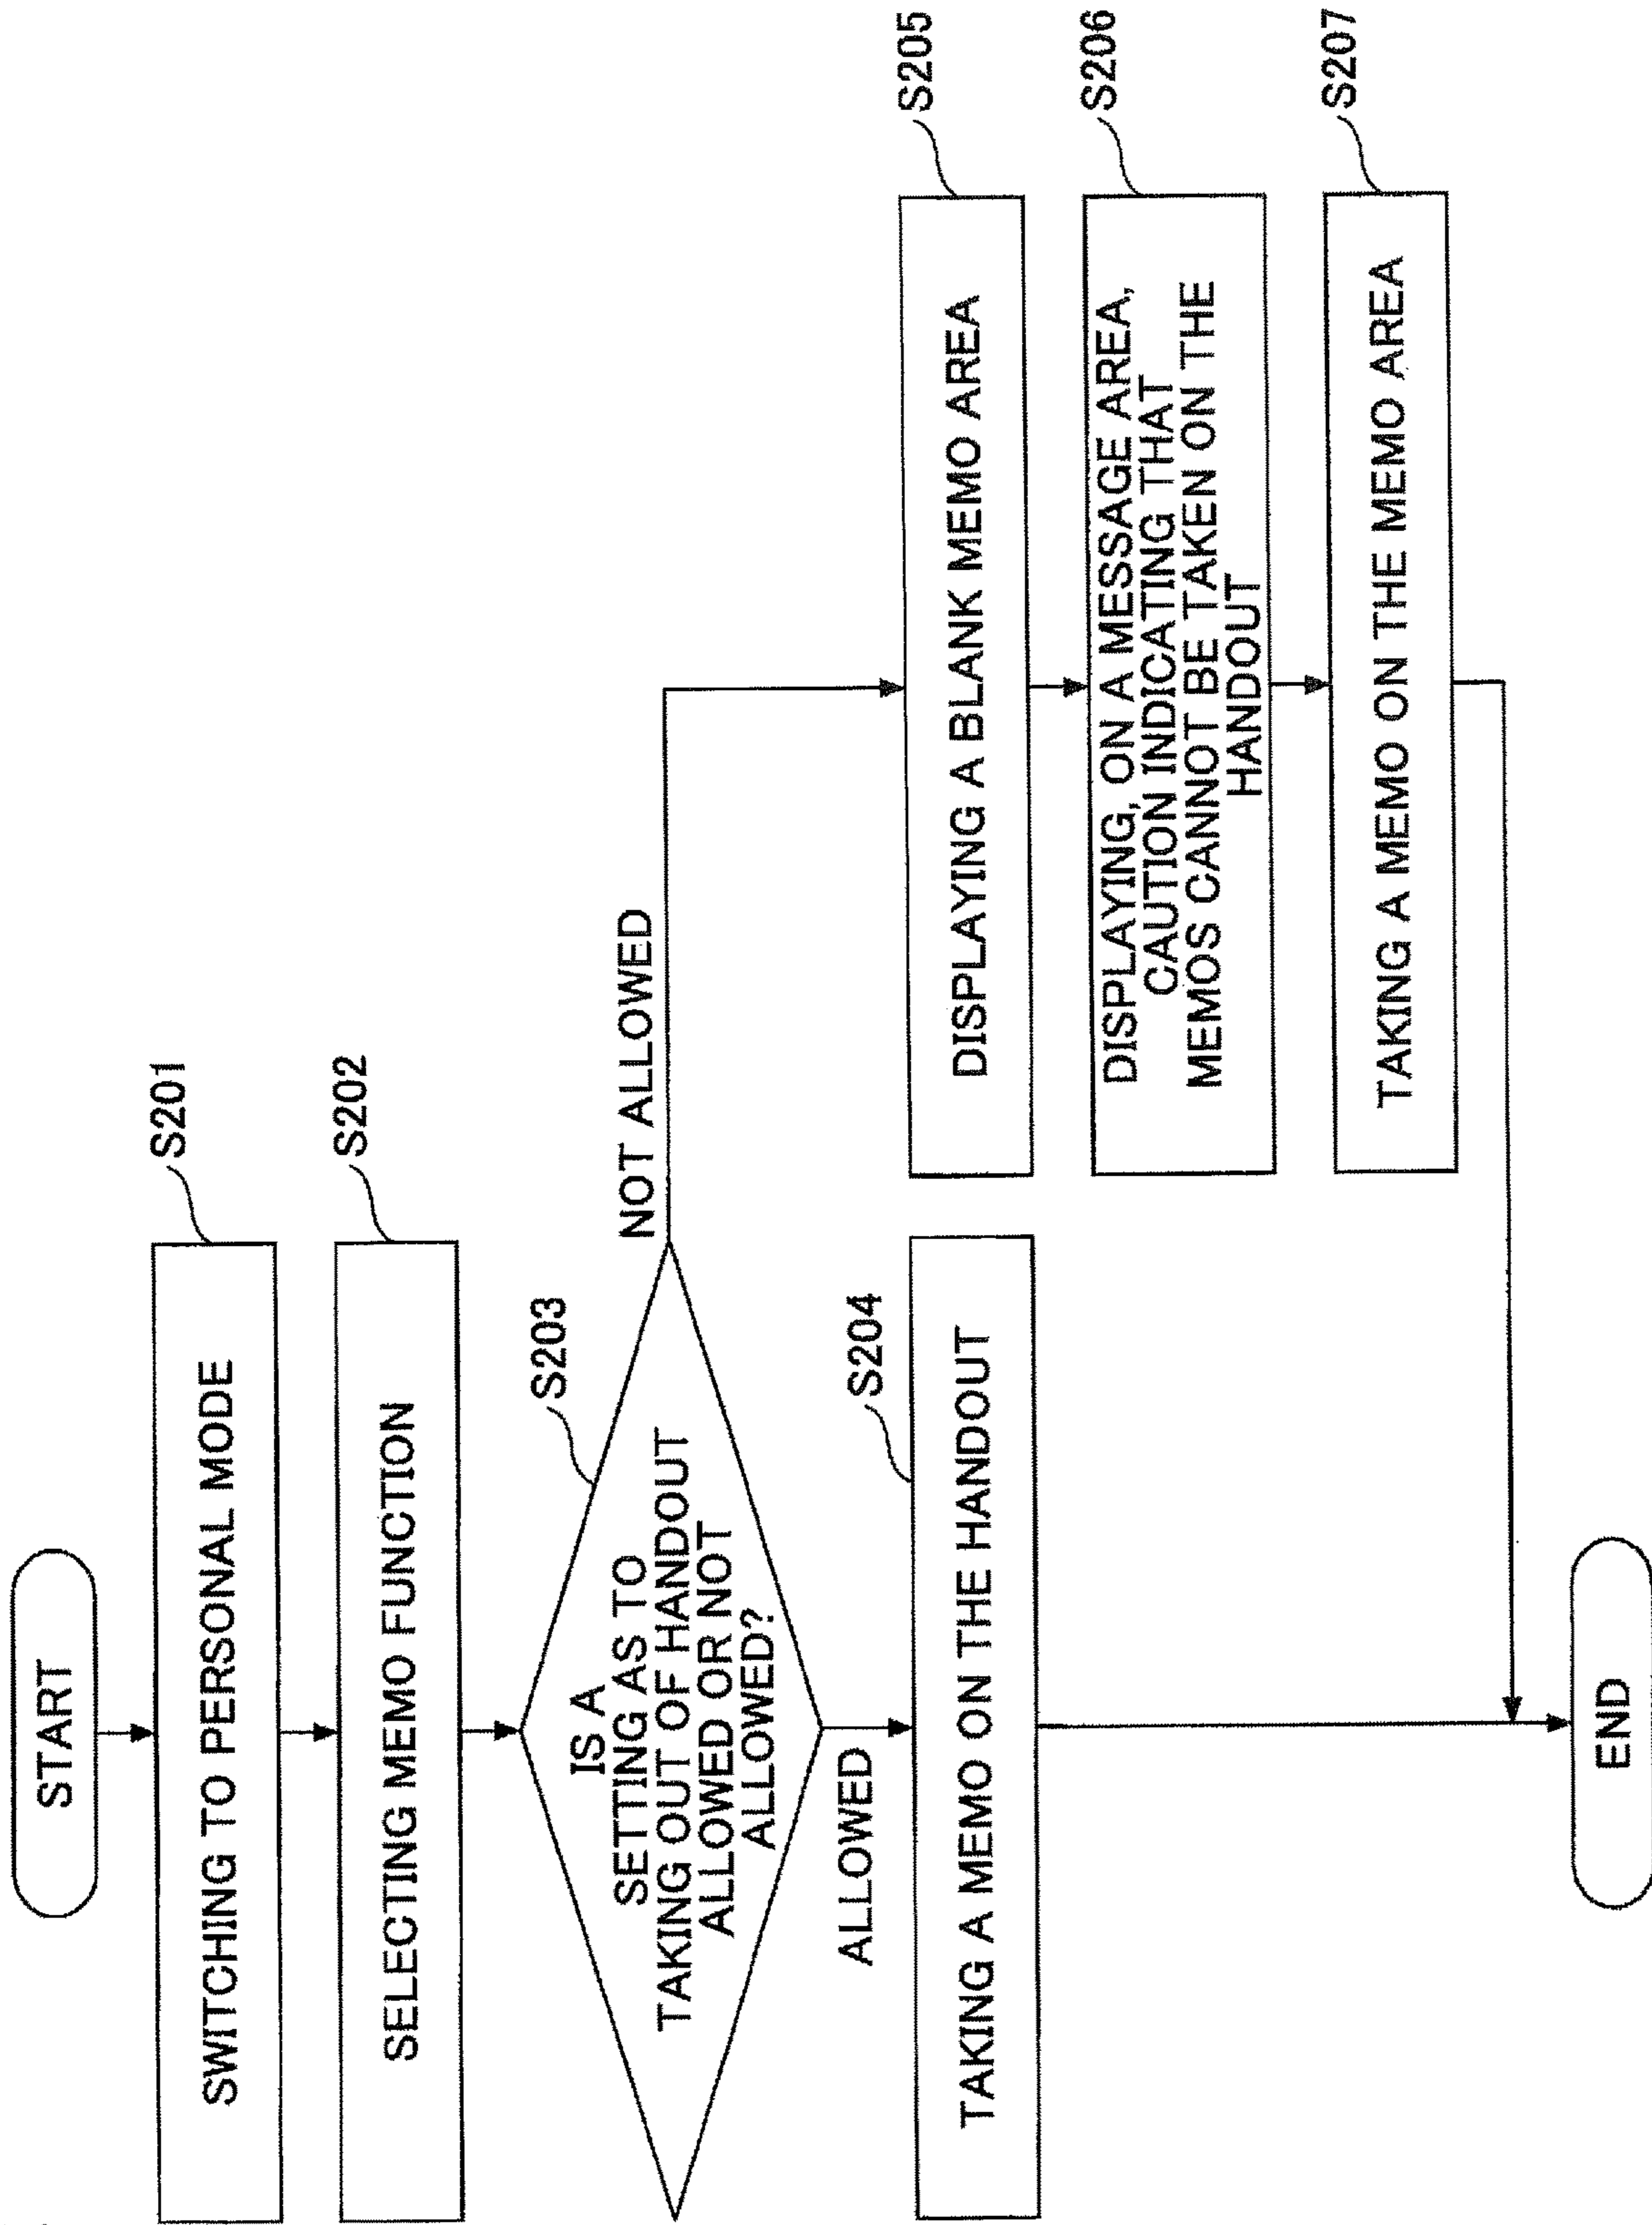 START
SWITCHING TO PERSONAL MODE
S201
SELECTING MEMO FUNCTION
S202
IS A
SETTING AS TO
TAKING OUT OF HANDOUT
ALLOWED OR NOT
ALLOWED?
S203
NOT ALLOWED
ALLOWED
TAKING A MEMO ON THE HANDOUT
S204
DISPLAYING A BLANK MEMO AREA
S205
DISPLAYING, ON A MESSAGE AREA,
CAUTION INDICATING THAT
MEMOS CANNOT BE TAKEN ON THE
HANDOUT
S206
TAKING A MEMO ON THE MEMO AREA
S207
END